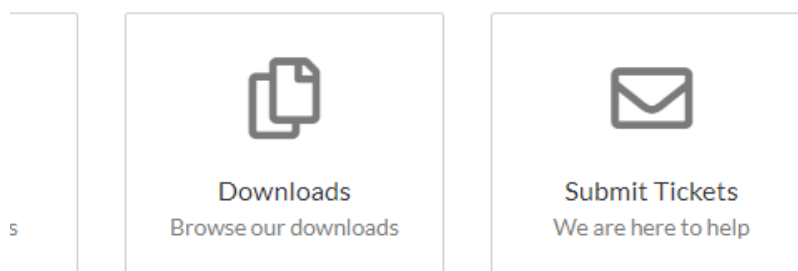 Downloads
Browse our downloads
Submit Tickets
We are here to help